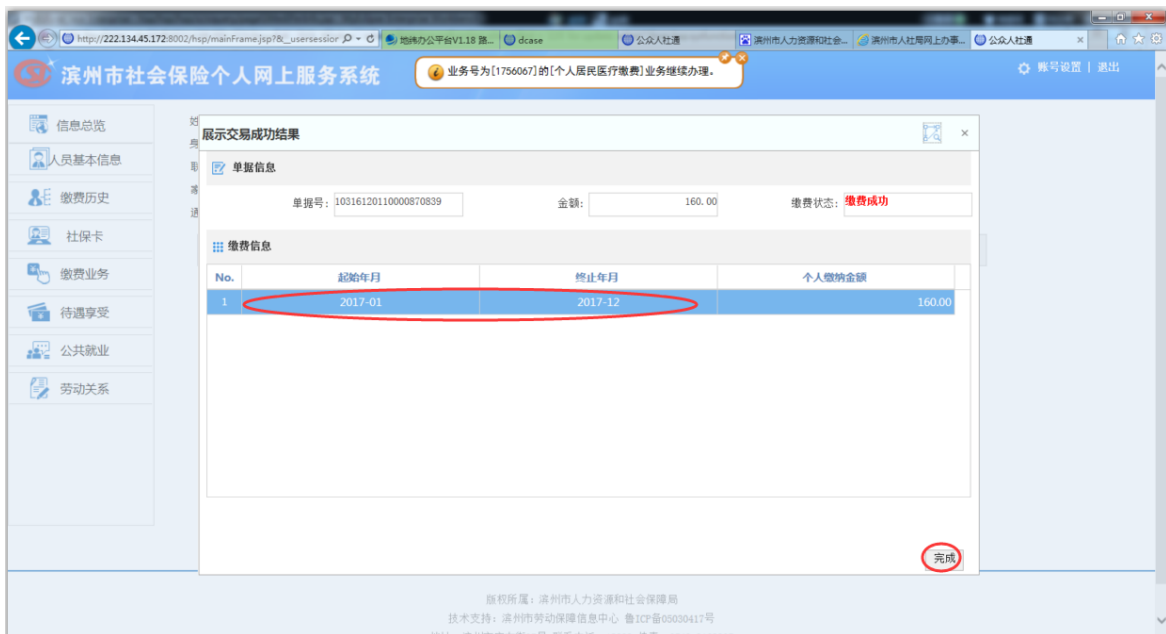 http://222.134.45.172:8002/hsp/mainFrame.jsp?&_usersession
地纬办公平台V1.18 路...
dcase
公众人社通
滨州市人力资源和社会...
滨州市人社局网上办事...
公众人社通
滨州市社会保险个人网上服务系统
业务号为[1756067]的[个人居民医疗缴费]业务继续办理。
账号设置 | 退出
信息总览
人员基本信息
缴费历史
社保卡
缴费业务
待遇享受
公共就业
劳动关系
展示交易成功结果
单据信息
单据号: 10316120110000870839 金额: 160.00 缴费状态: 缴费成功
缴费信息
No. 起始年月 终止年月 个人缴纳金额
1 2017-01 2017-12 160.00
完成
版权所属: 滨州市人力资源和社会保障局
技术支持: 滨州市劳动保障信息中心 鲁ICP备05030417号